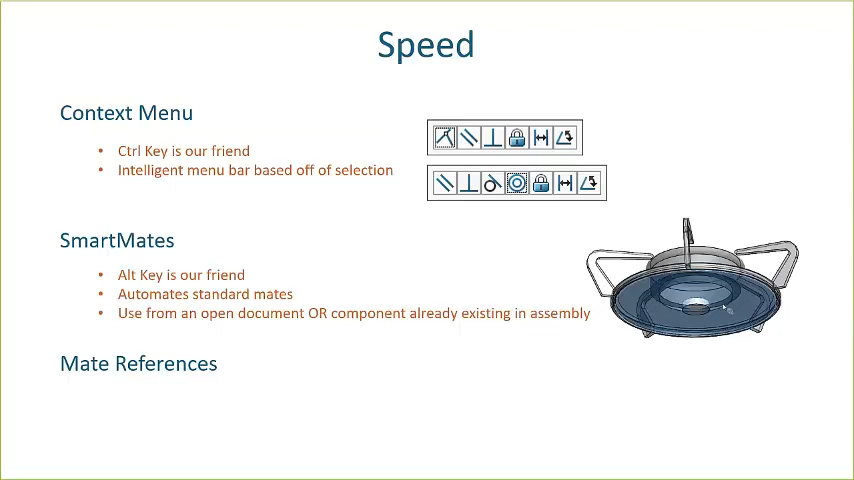 Speed
Context Menu
• Ctrl Key is our friend
• Intelligent menu bar based off of selection
SmartMates
• Alt Key is our friend
• Automates standard mates
• Use from an open document OR component already existing in assembly
Mate References